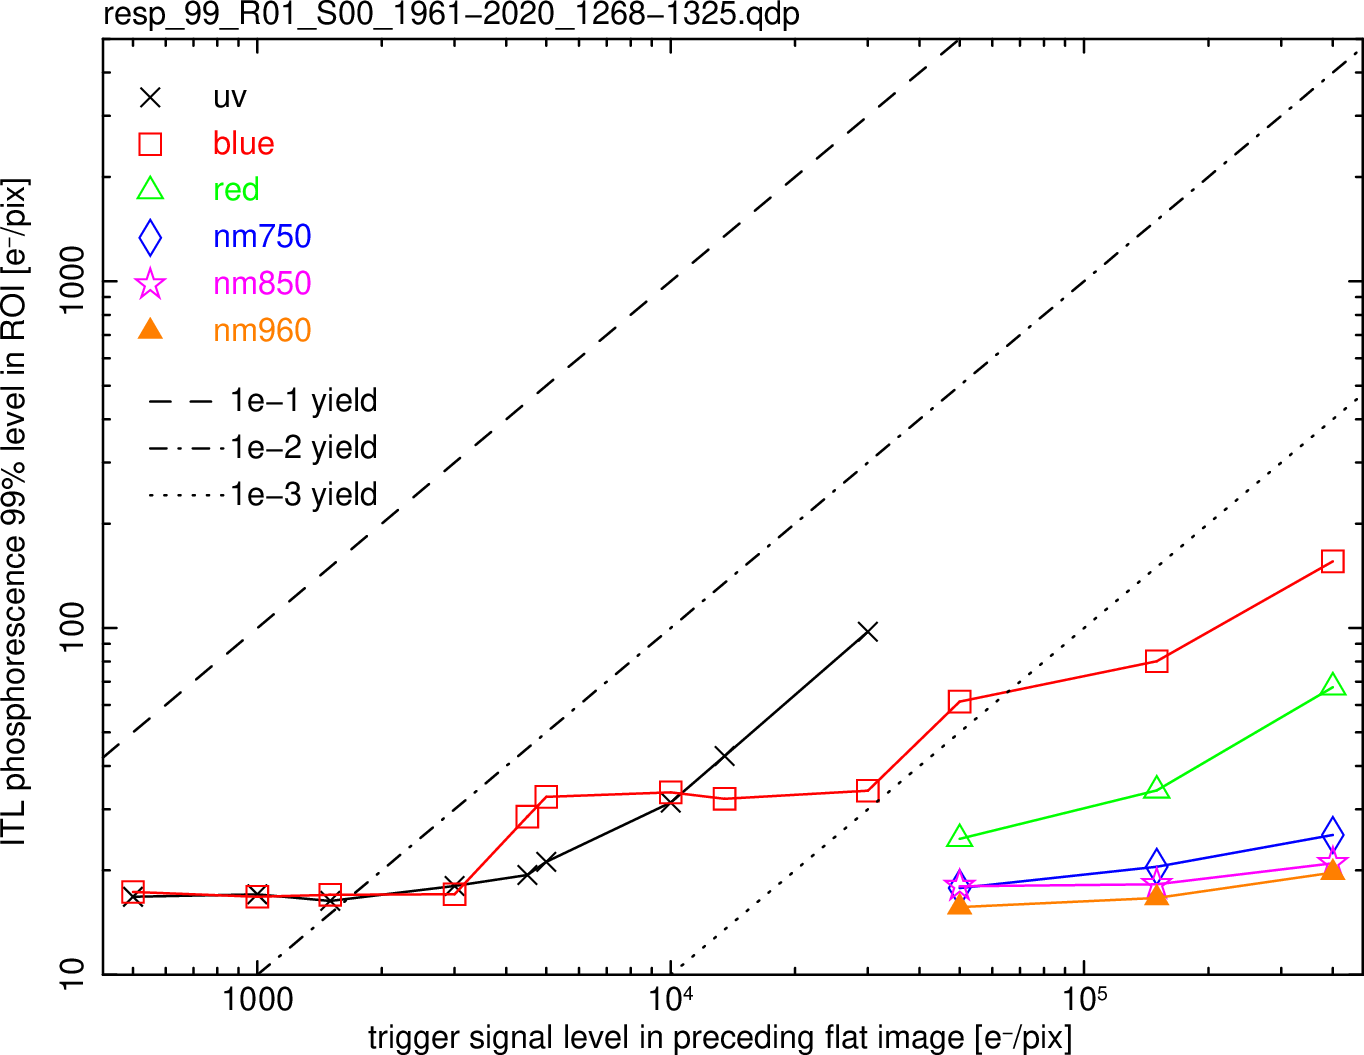 resp_99_R01_S00_1961−2020_1268−1325.qdp
uv
blue
red
nm750
nm850
nm960
1e−1 yield
1e−2 yield
1e−3 yield
ITL phosphorescence 99% level in ROI [e⁻/pix]
1000
100
10
1000
10⁴
10⁵
trigger signal level in preceding flat image [e⁻/pix]